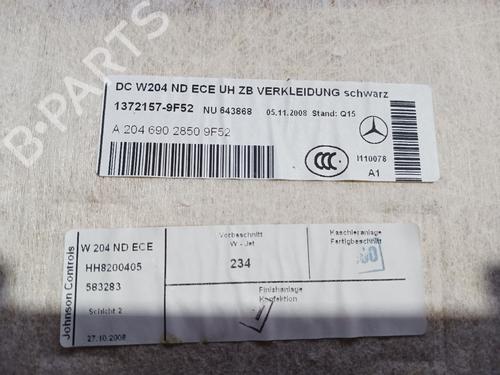 DC W204 ND ECE UH ZB VERKLEIDUNG schwarz
1372157-9F52 NU 643868 05.11.2008 Stand: Q15
A 204 690 2850 9F52
CCC
I110078
A1
Johnson Controls
W 204 ND ECE
HH8200405
583283
Schicht 2
27.10.2008
Vorbeschnitt
W - Jet
234
Kaschieranlage
Fertigbeschnitt
Finishanlage
Konfektion
B-PARTS